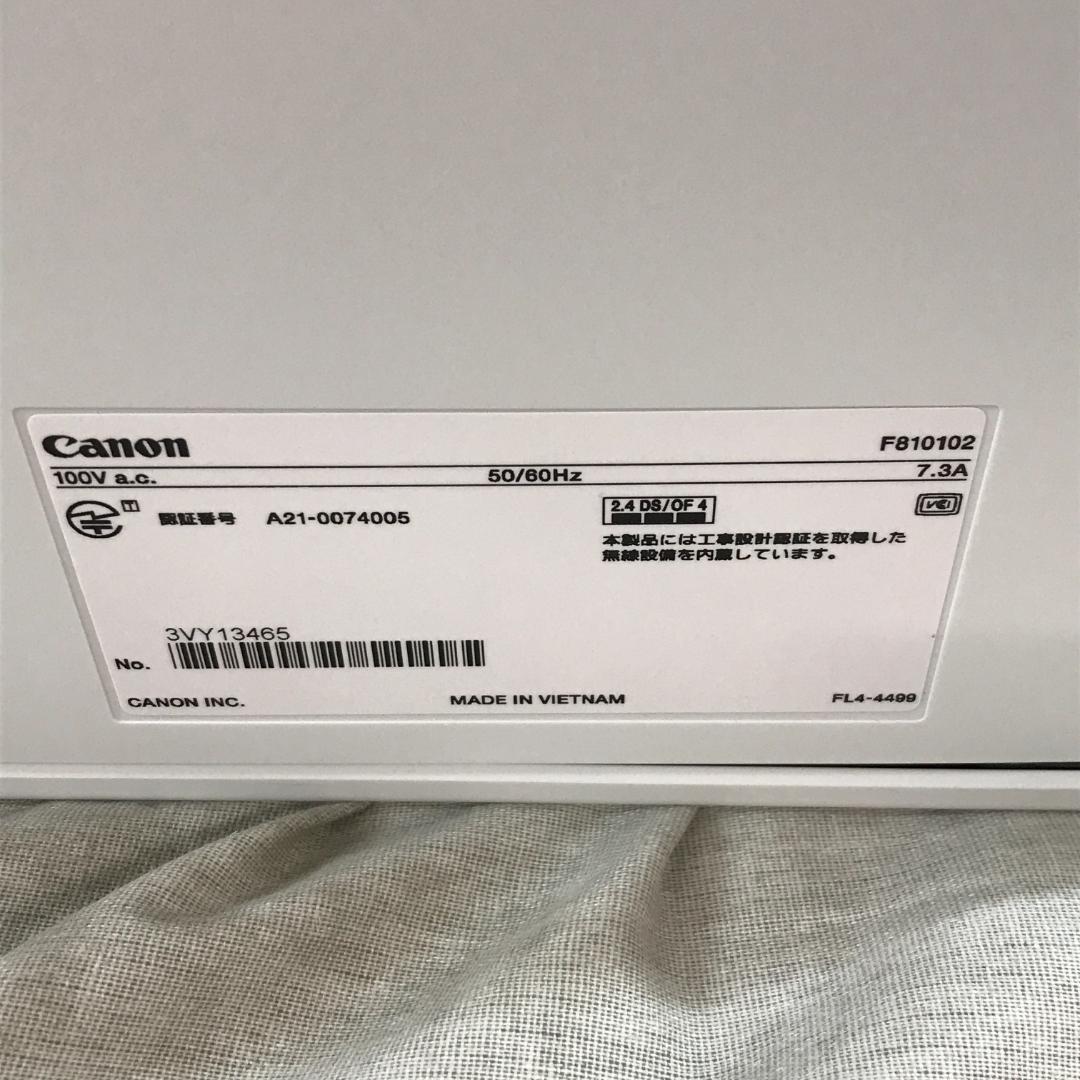 Canon
F810102
100V a.c. 50/60Hz 7.3A
T 認証番号 A21-0074005
2.4 DS/OF 4
VCI
本製品には工事設計認証を取得した
無線設備を内蔵しています。
3VY13465
No.
CANON INC. MADE IN VIETNAM FL4-4499